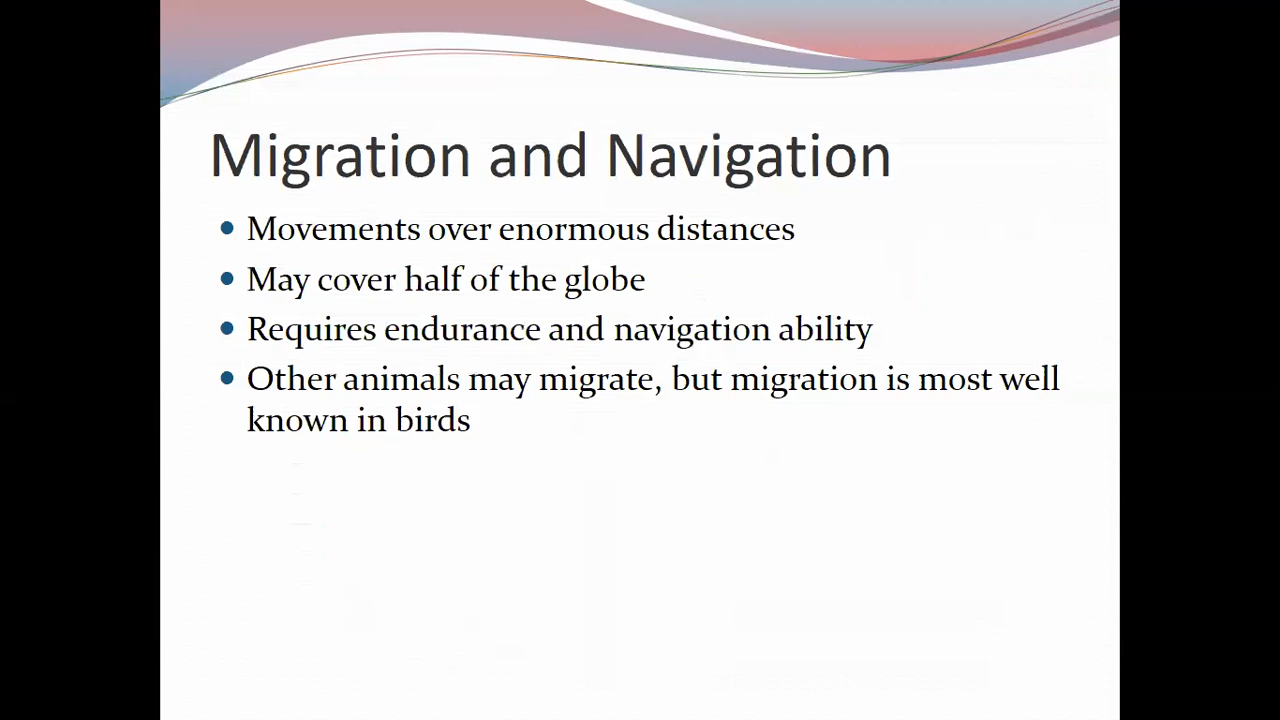 Migration and Navigation
• Movements over enormous distances
• May cover half of the globe
• Requires endurance and navigation ability
• Other animals may migrate, but migration is most well
known in birds